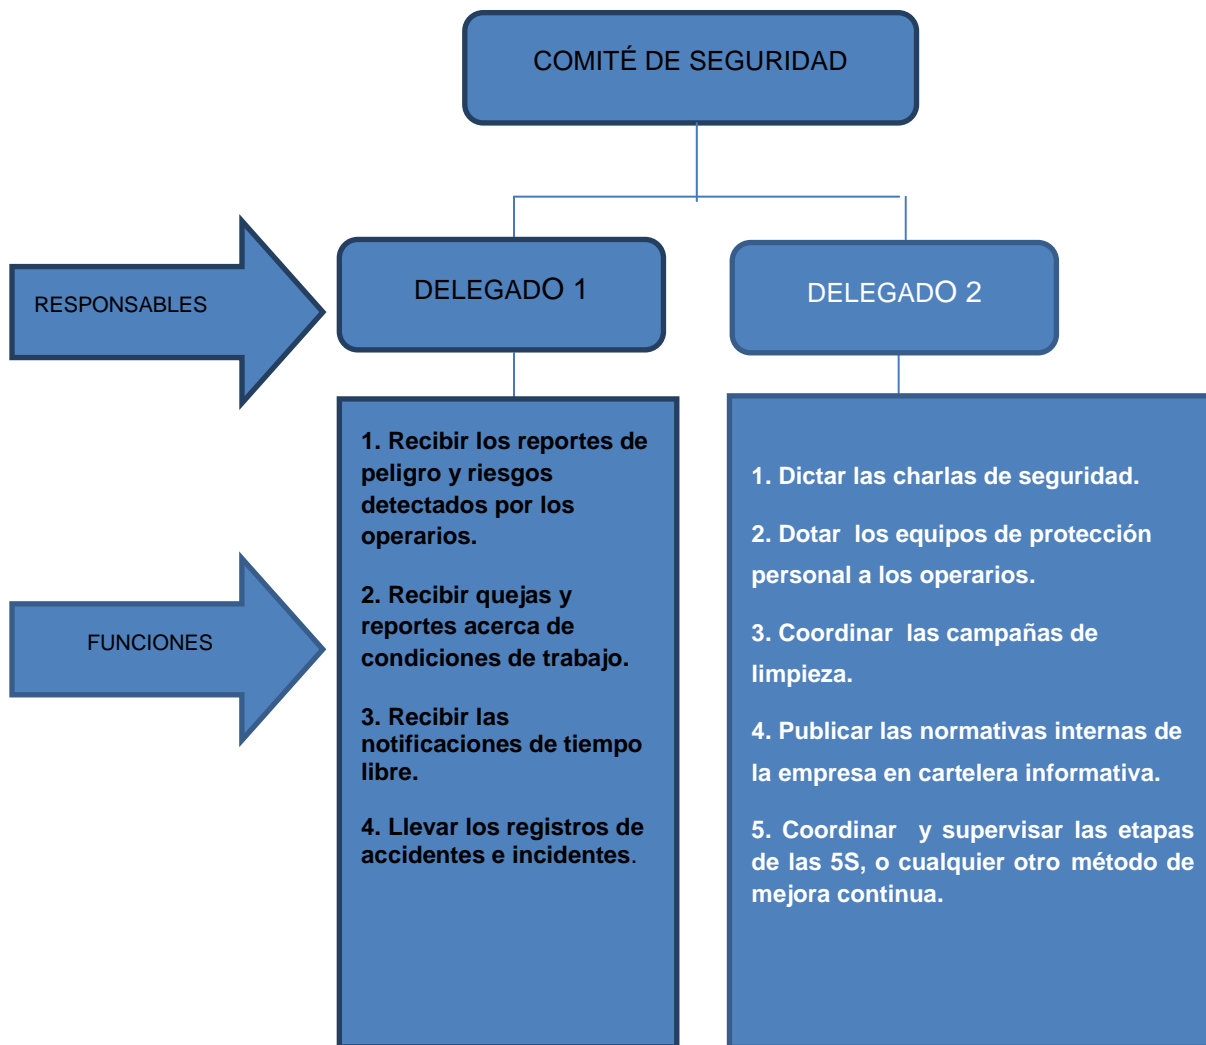 COMITÉ DE SEGURIDAD
RESPONSABLES
DELEGADO 1
DELEGADO 2
FUNCIONES
1. Recibir los reportes de
peligro y riesgos
detectados por los
operarios.
2. Recibir quejas y
reportes acerca de
condiciones de trabajo.
3. Recibir las
notificaciones de tiempo
libre.
4. Llevar los registros de
accidentes e incidentes.
1. Dictar las charlas de seguridad.
2. Dotar  los equipos de protección
personal a los operarios.
3. Coordinar  las campañas de
limpieza.
4. Publicar las normativas internas de
la empresa en cartelera informativa.
5. Coordinar  y supervisar las etapas
de las 5S, o cualquier otro método de
mejora continua.